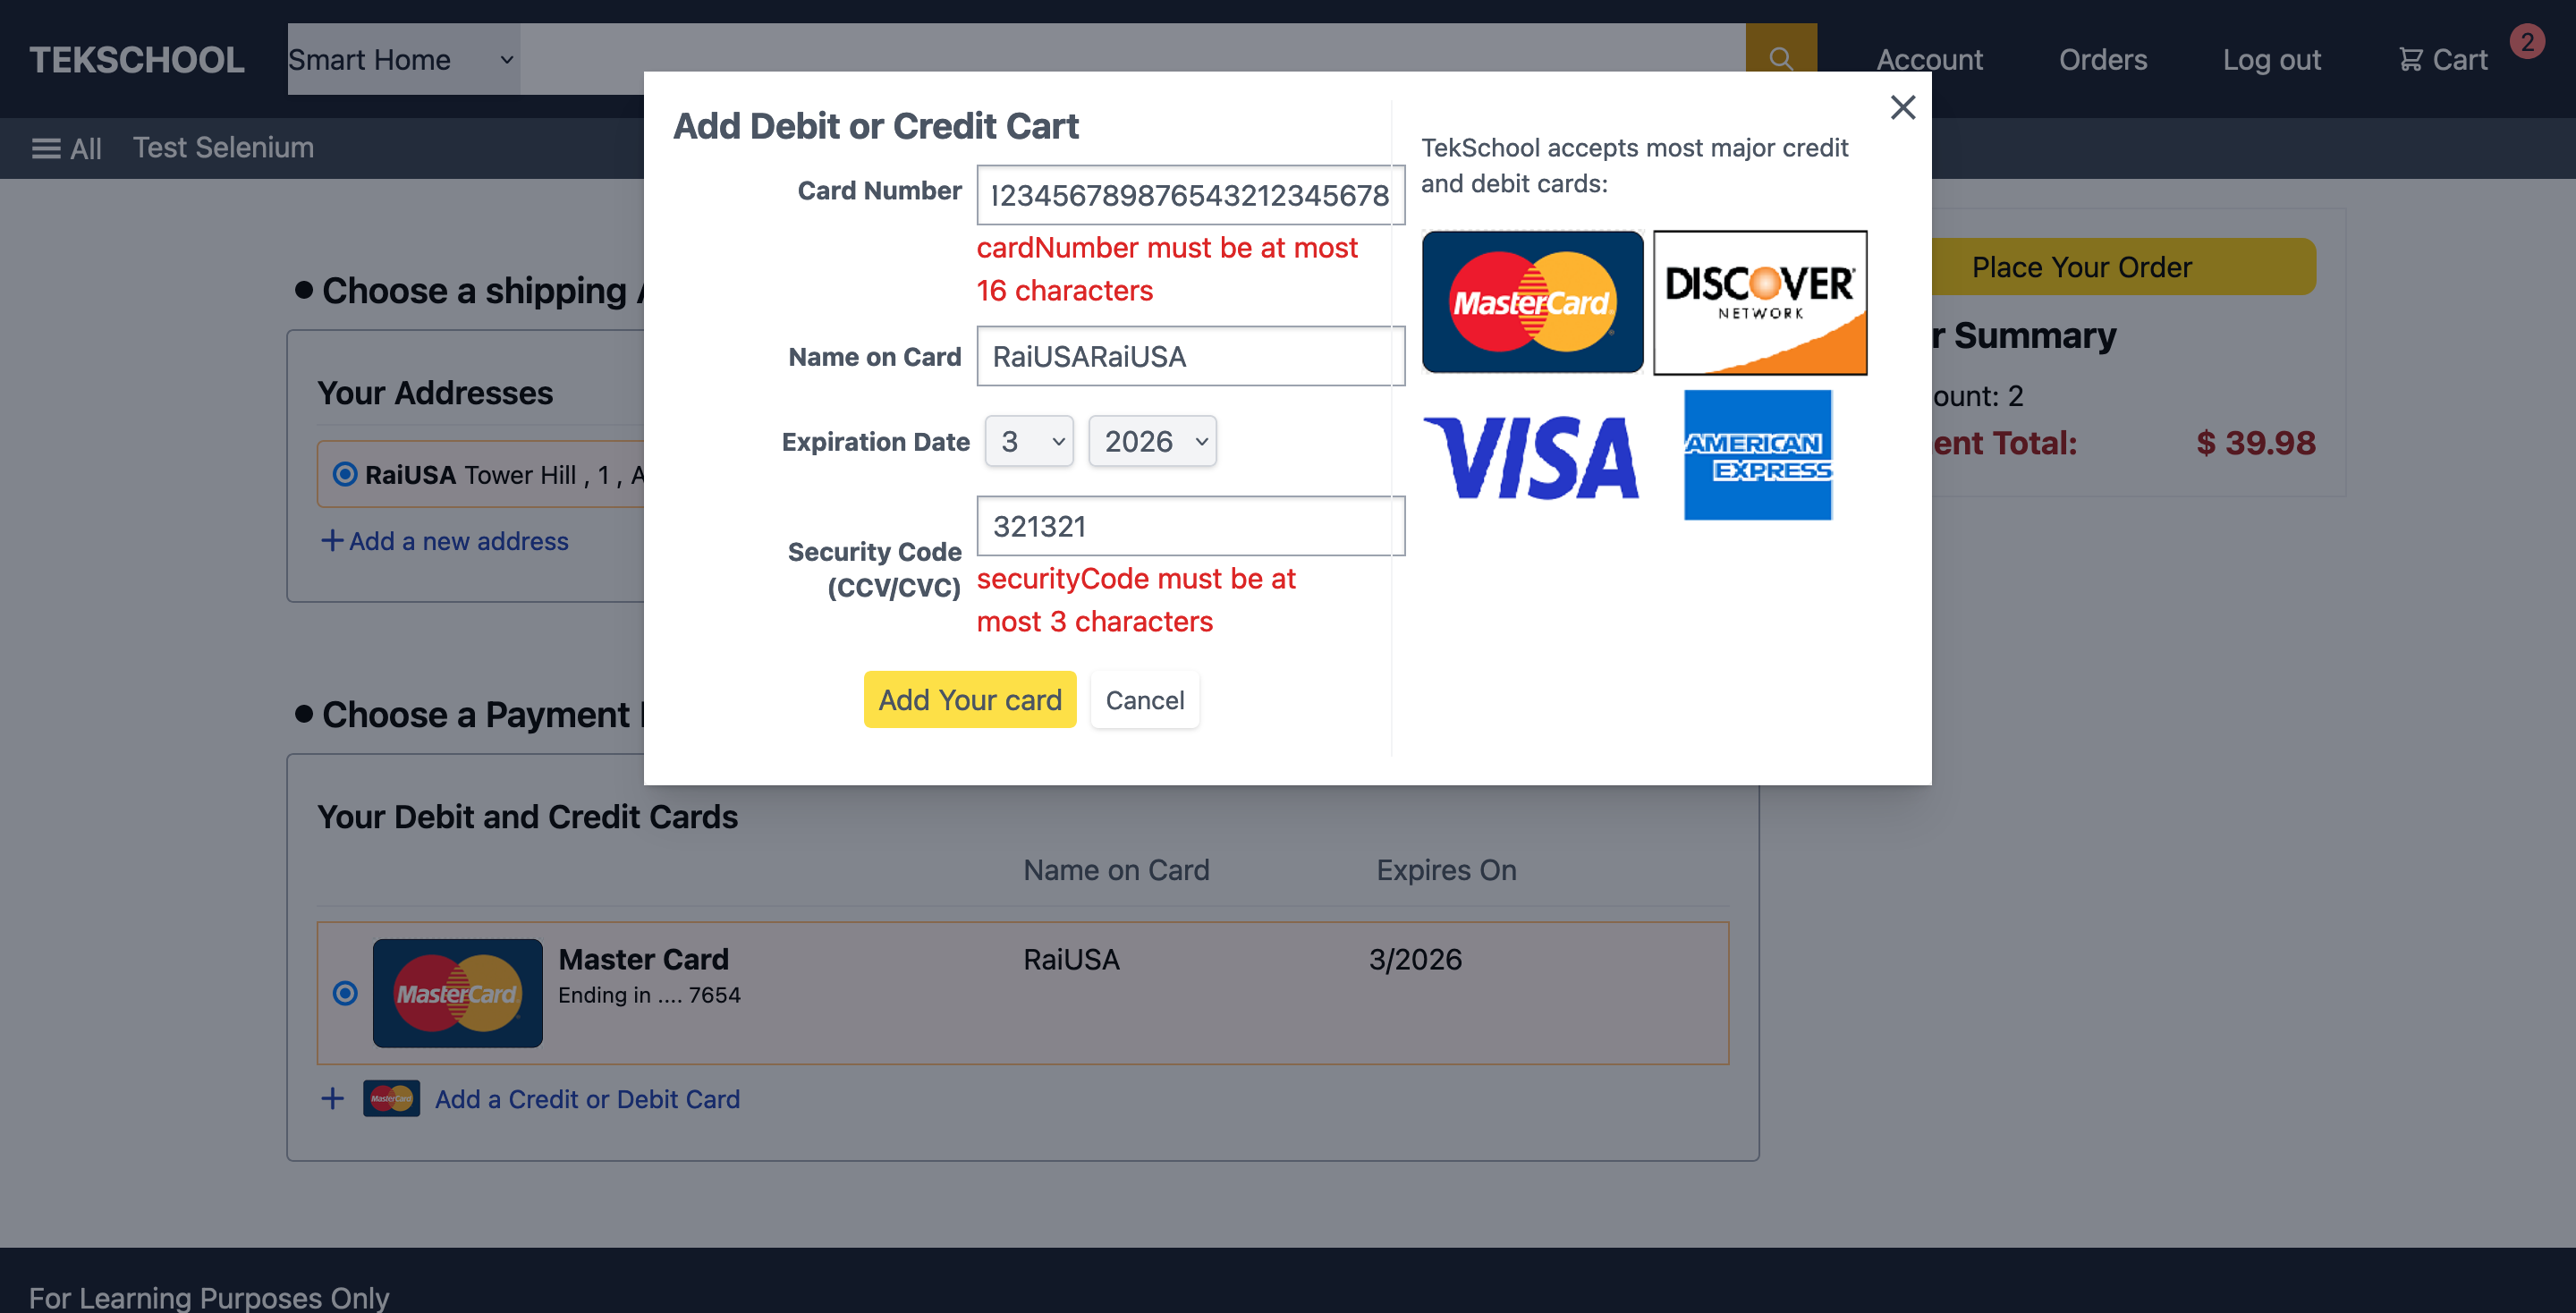 TEKSCHOOL
Smart Home
Account
Orders
Log out
Cart
2
All
Test Selenium
Add Debit or Credit Cart
Card Number
123456789876543212345678
cardNumber must be at most
16 characters
Name on Card
RaiUSARaiUSA
Expiration Date
3
2026
Security Code
(CCV/CVC)
321321
securityCode must be at
most 3 characters
Add Your card
Cancel
TekSchool accepts most major credit
and debit cards:
MasterCard
DISCOVER
NETWORK
VISA
AMERICAN
EXPRESS
Choose a shipping
Your Addresses
RaiUSA Tower Hill , 1 ,
Add a new address
Place Your Order
Summary
2
Total:
$ 39.98
Choose a Payment
Your Debit and Credit Cards
Name on Card
Expires On
MasterCard
Master Card
Ending in .... 7654
RaiUSA
3/2026
MasterCard
Add a Credit or Debit Card
For Learning Purposes Only